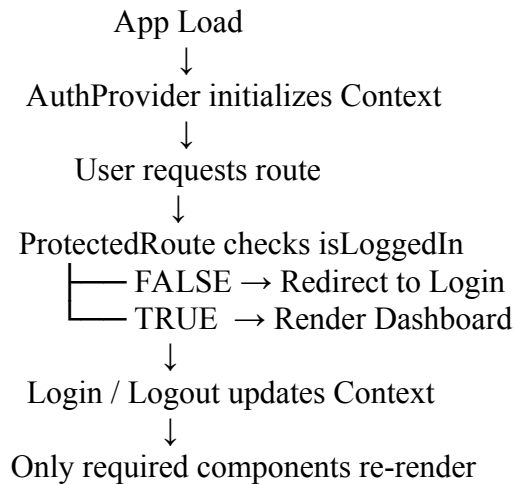 App Load
↓
AuthProvider initializes Context
↓
User requests route
↓
ProtectedRoute checks isLoggedIn
├── FALSE → Redirect to Login
└── TRUE → Render Dashboard
↓
Login / Logout updates Context
↓
Only required components re-render